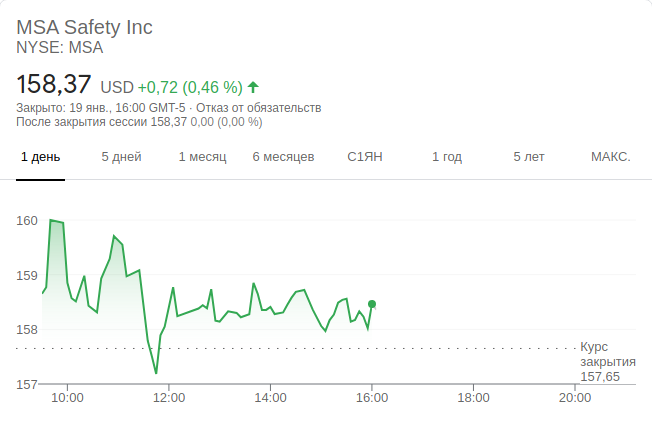 MSA Safety Inc
NYSE: MSA
158,37 USD +0,72 (0,46 %)
Закрыто: 19 янв., 16:00 GMT-5 · Отказ от обязательств
После закрытия сессии 158,37 0,00 (0,00 %)
1 день 5 дней 1 месяц 6 месяцев С1ЯН 1 год 5 лет МАКС.
160
159
158
Курс
закрытия
157,65
157
10:00 12:00 14:00 16:00 18:00 20:00